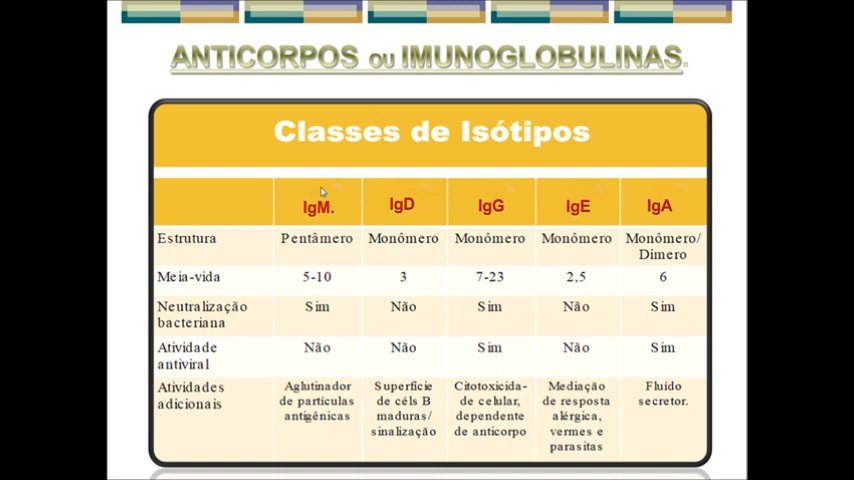 ANTICORPOS OU IMUNOGLOBULINAS.
Classes de Isótipos
IgM. IgD IgG IgE IgA
Estrutura Pentâmero Monômero Monômero Monômero Monômero/
Dímero
Meia-vida 5-10 3 7-23 2,5 6
Neutralização Sim Não Sim Não Sim
bacteriana
Atividade Não Não Sim Não Sim
antiviral
Atividades Aglutinador Superfície Citotoxicida- Mediação Fluído
adicionais de partículas de céls B de celular, de resposta secretor.
antigênicas maduras/ dependente alérgica,
sinalização de anticorpo vermes e
parasitas